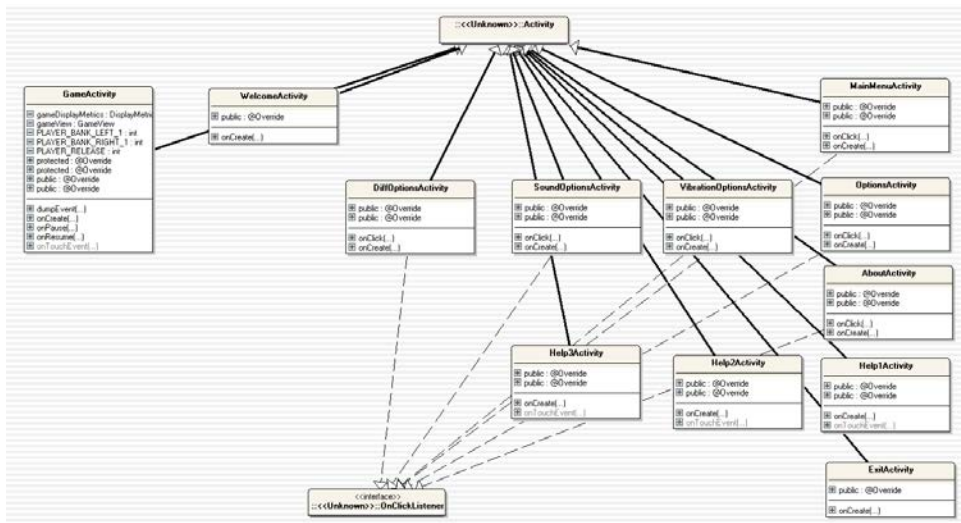 ::<<Unknown>>::Activity
GameActivity
gameDisplayMetrics : DisplayMetri
gameView : GameView
PLAYER_BANK_LEFT_1 : int
PLAYER_BANK_RIGHT_1 : int
PLAYER_RELEASE : int
protected : @Override
protected : @Override
public : @Override
public : @Override
dumpEvent(...)
onCreate(...)
onPause(...)
onResume(...)
onTouchEvent(...)
WelcomeActivity
public : @Override
onCreate(...)
MainMenuActivity
public : @Override
public : @Override
onClick(...)
onCreate(...)
DiffOptionsActivity
public : @Override
public : @Override
onClick(...)
onCreate(...)
SoundOptionsActivity
public : @Override
public : @Override
onClick(...)
onCreate(...)
VibrationOptionsActivity
public : @Override
public : @Override
onClick(...)
onCreate(...)
OptionsActivity
public : @Override
public : @Override
onClick(...)
onCreate(...)
AboutActivity
public : @Override
public : @Override
onClick(...)
onCreate(...)
Help3Activity
public : @Override
public : @Override
onCreate(...)
onTouchEvent(...)
Help2Activity
public : @Override
public : @Override
onCreate(...)
onTouchEvent(...)
Help1Activity
public : @Override
public : @Override
onCreate(...)
onTouchEvent(...)
ExitActivity
public : @Override
onCreate(...)
<<interface>>
::<<Unknown>>::OnClickListener